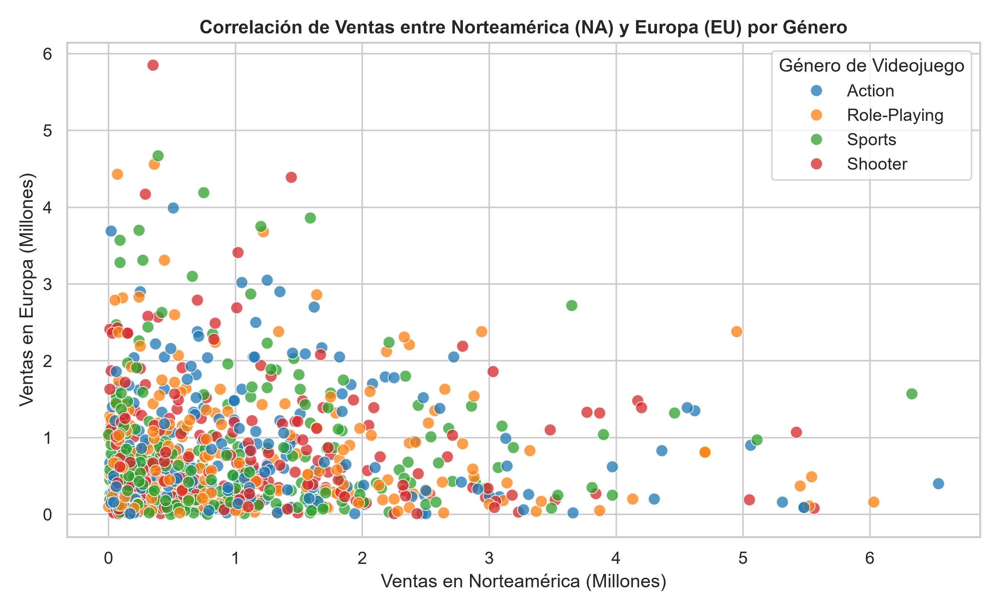 Correlación de Ventas entre Norteamérica (NA) y Europa (EU) por Género
Género de Videojuego
Action
Role-Playing
Sports
Shooter
Ventas en Europa (Millones)
6
5
4
3
2
1
0
0 1 2 3 4 5 6
Ventas en Norteamérica (Millones)